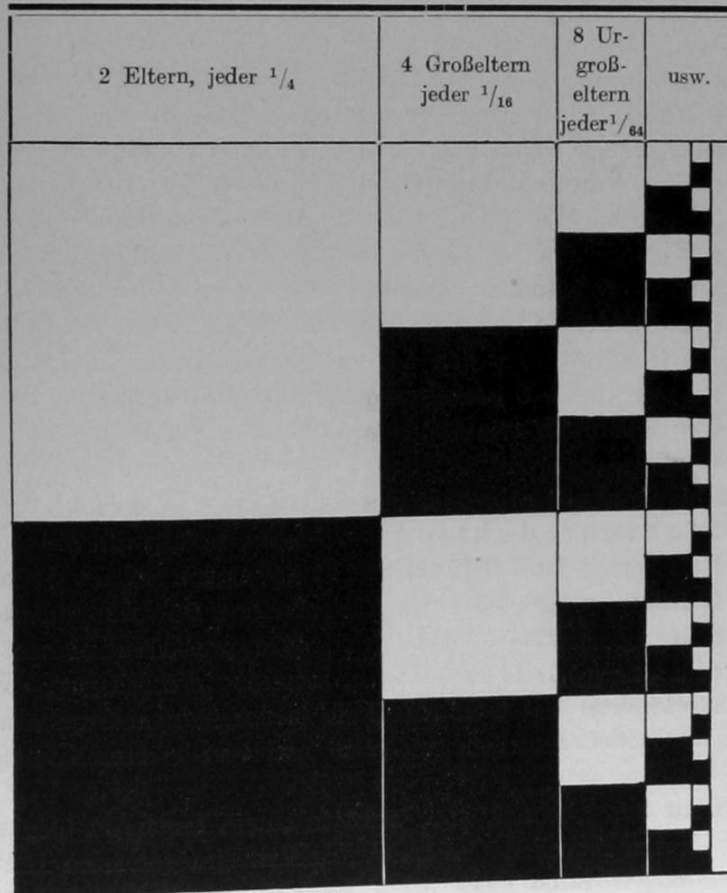 2 Eltern, jeder 1/4
4 Großeltern
jeder 1/16
8 Ur-
groß-
eltern
jeder 1/64
usw.